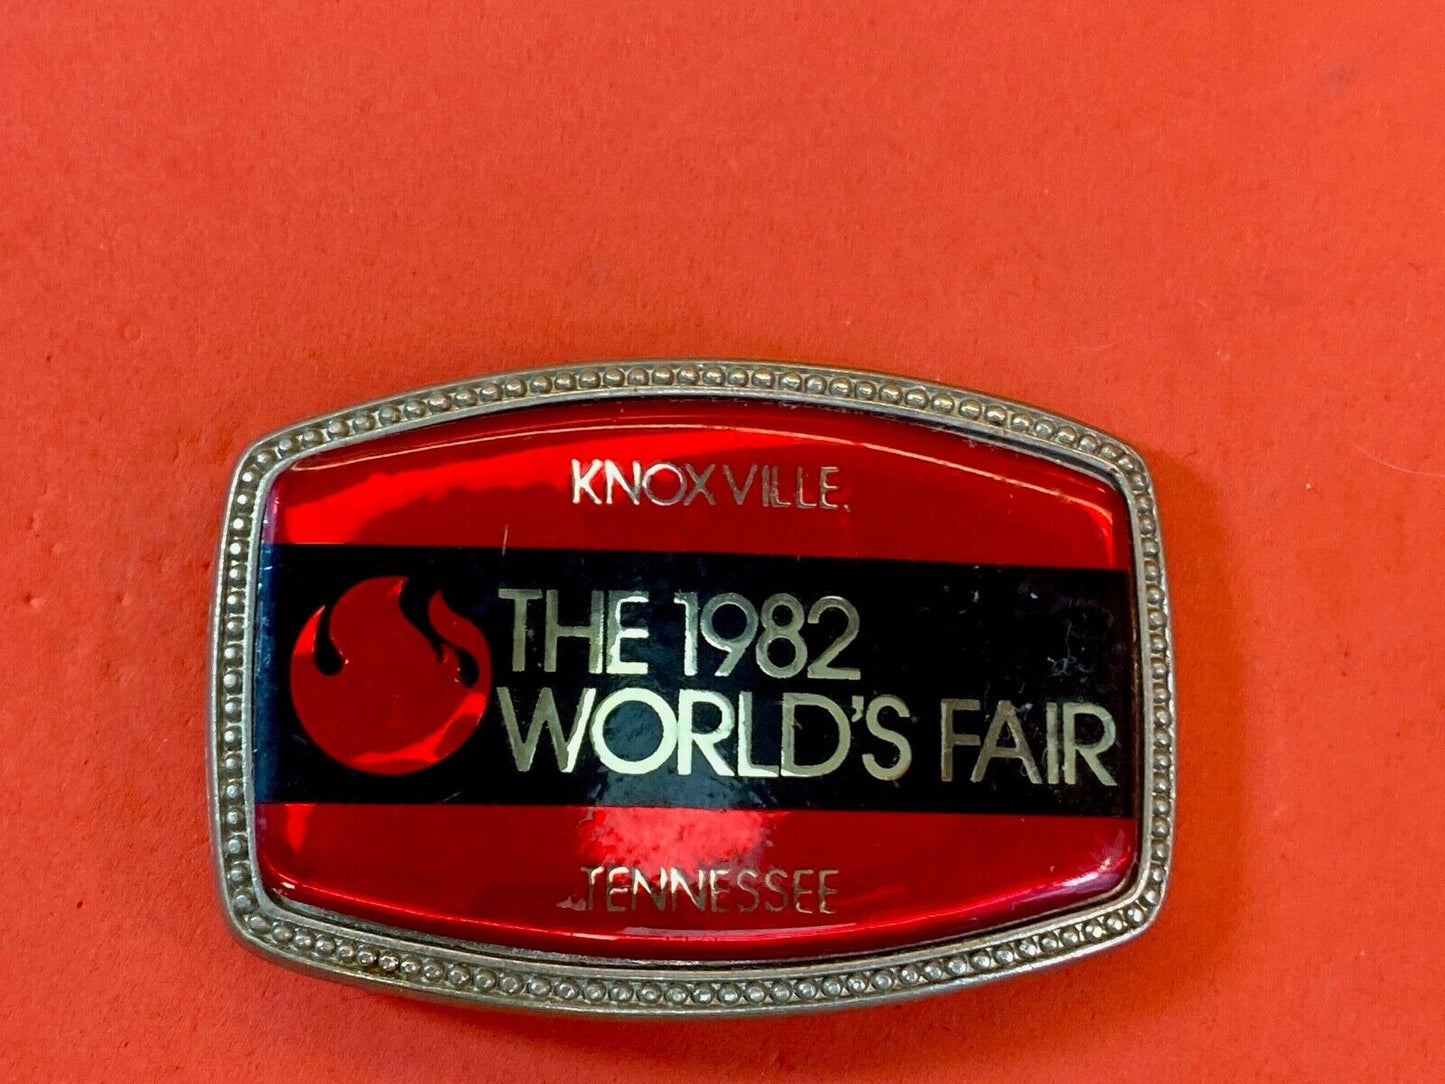 KNOXVILLE,
THE 1982
WORLD'S FAIR
TENNESSEE